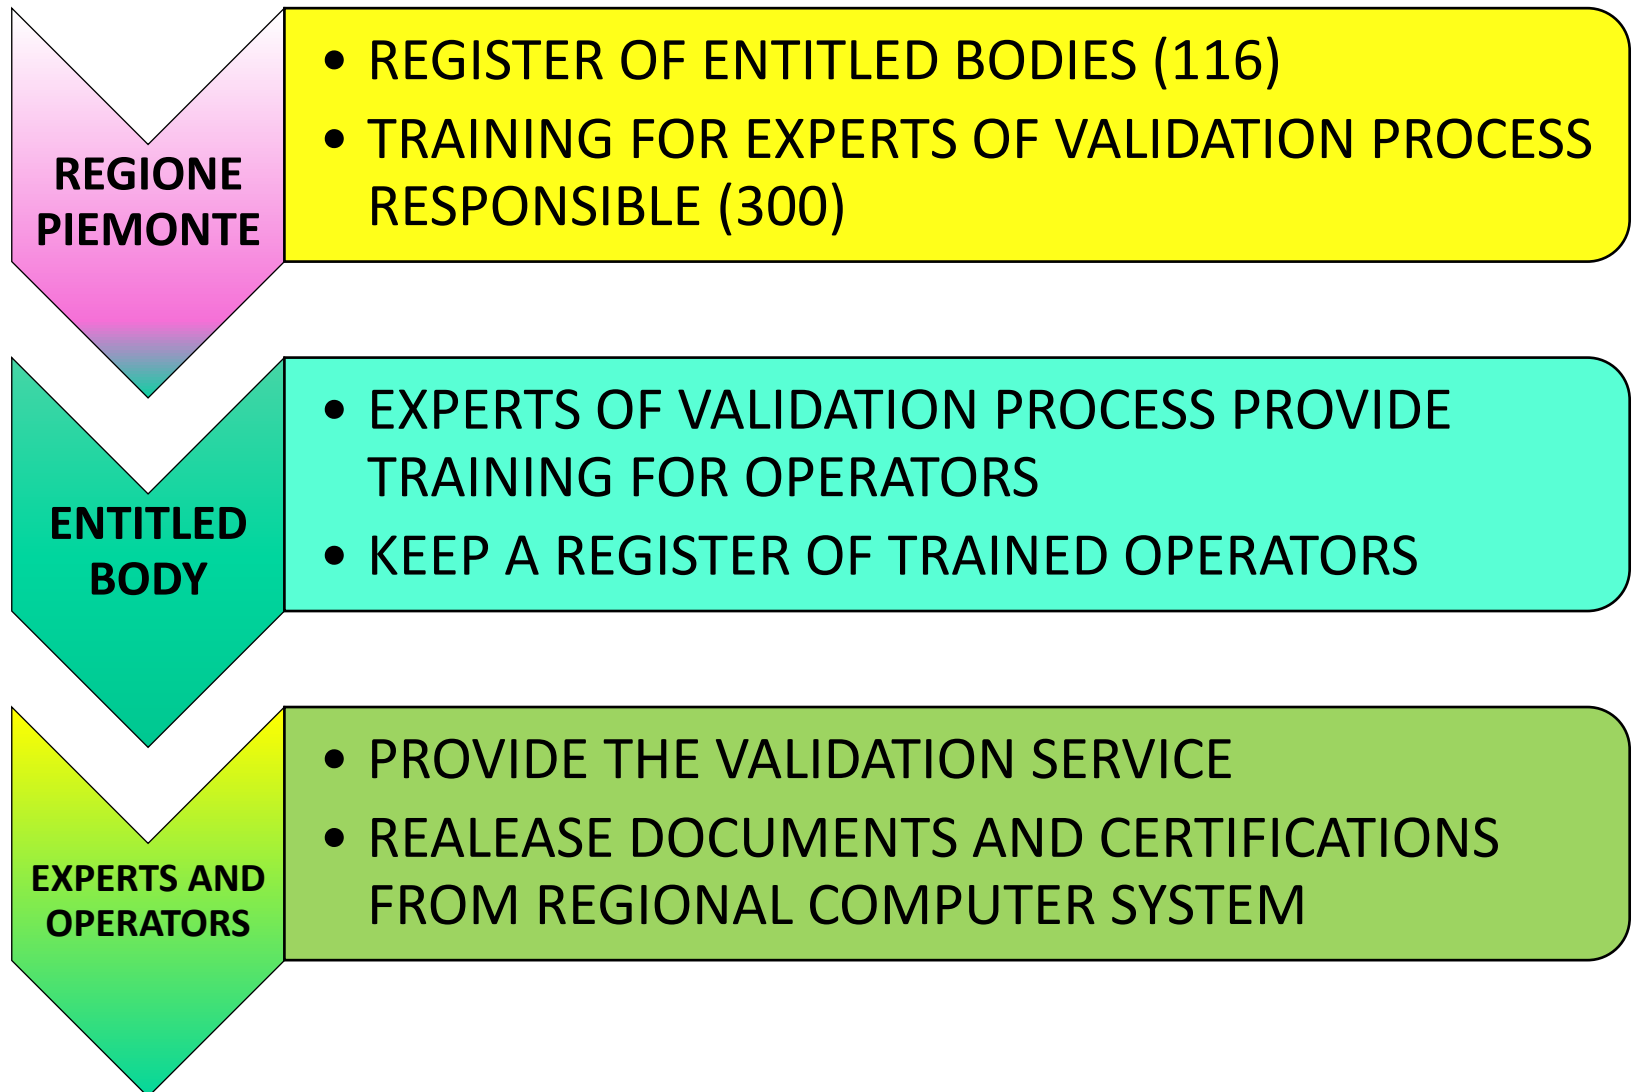 REGIONE
PIEMONTE
• REGISTER OF ENTITLED BODIES (116)
• TRAINING FOR EXPERTS OF VALIDATION PROCESS
RESPONSIBLE (300)
ENTITLED
BODY
• EXPERTS OF VALIDATION PROCESS PROVIDE
TRAINING FOR OPERATORS
• KEEP A REGISTER OF TRAINED OPERATORS
EXPERTS AND
OPERATORS
• PROVIDE THE VALIDATION SERVICE
• REALEASE DOCUMENTS AND CERTIFICATIONS
FROM REGIONAL COMPUTER SYSTEM